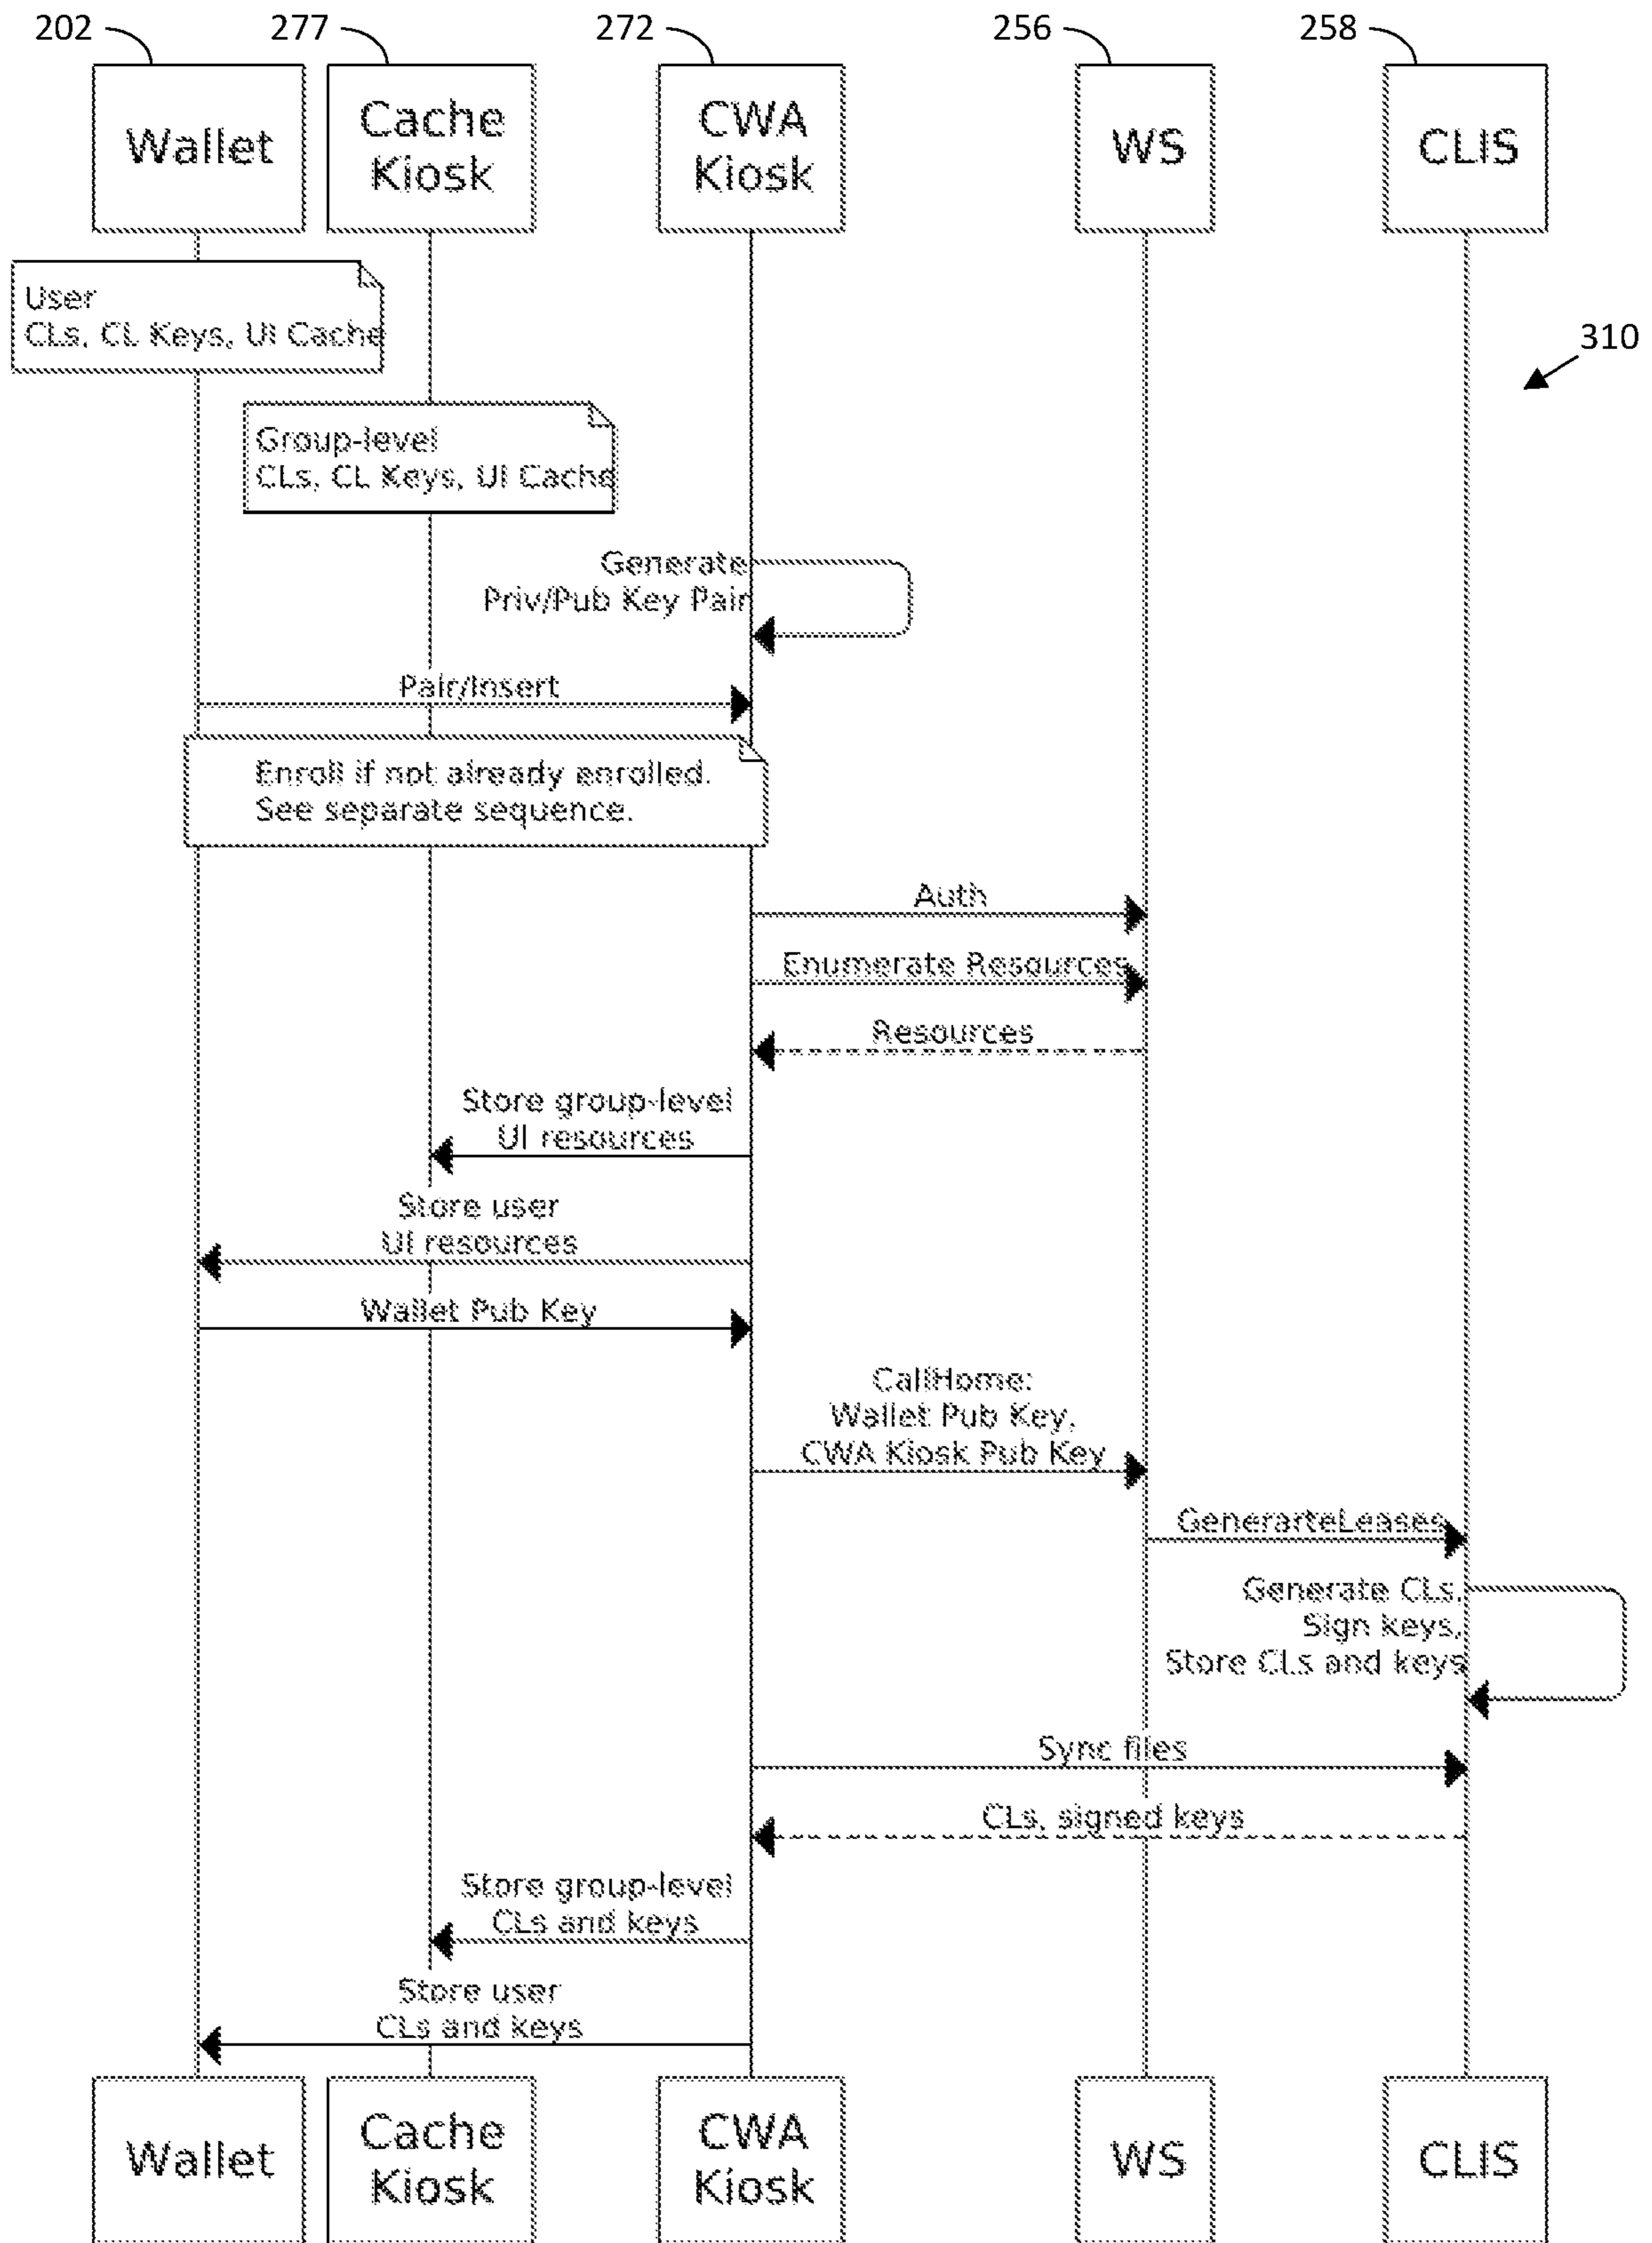 202 277 272 256 258
Wallet
Cache
Kiosk
CWA
Kiosk
WS
CLIS
310
User
CLs, CL Keys, UI Cache
Group-level
CLs, CL Keys, UI Cache
Generate
Priv/Pub Key Pair
Pair/Insert
Enroll if not already enrolled.
See separate sequence.
Auth
Enumerate Resources
Resources
Store group-level
UI resources
Store user
UI resources
Wallet Pub Key
CallHome:
Wallet Pub Key,
CWA Kiosk Pub Key
GenerarteLeases
Generate CLs,
Sign keys,
Store CLs and keys
Sync files
CLs, signed keys
Store group-level
CLs and keys
Store user
CLs and keys
Wallet
Cache
Kiosk
CWA
Kiosk
WS
CLIS